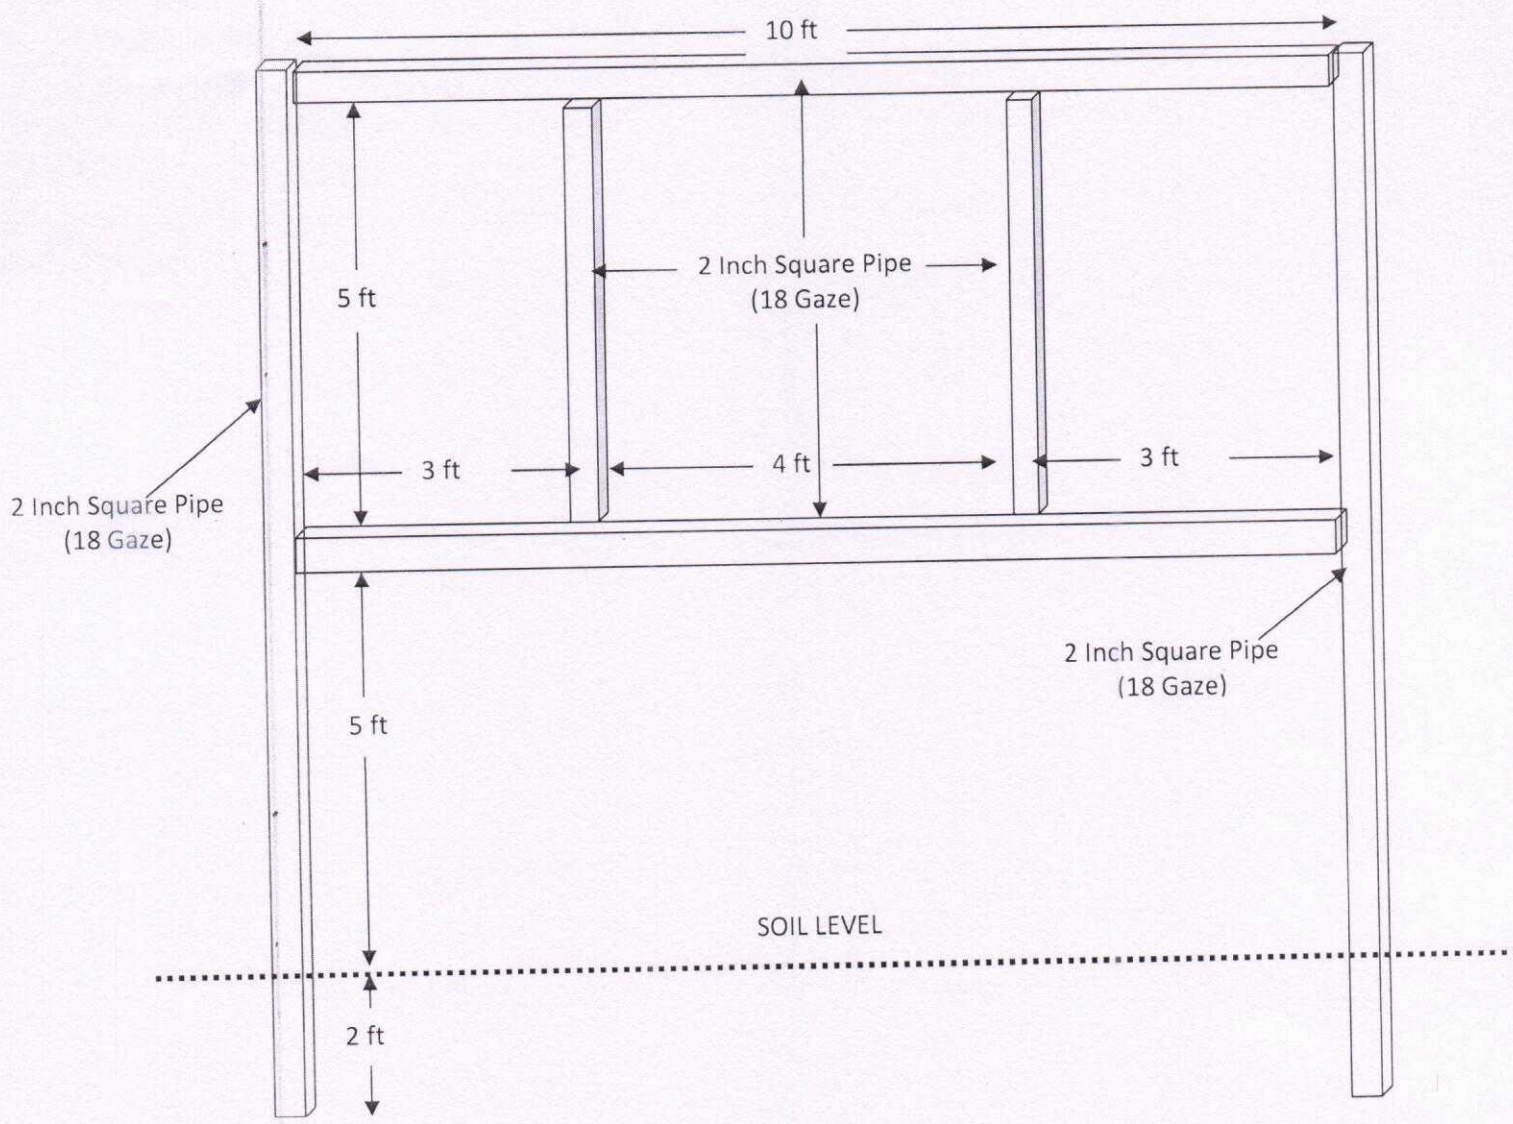 10 ft
2 Inch Square Pipe
(18 Gaze)
5 ft
3 ft
4 ft
3 ft
2 Inch Square Pipe
(18 Gaze)
2 Inch Square Pipe
(18 Gaze)
5 ft
SOIL LEVEL
2 ft